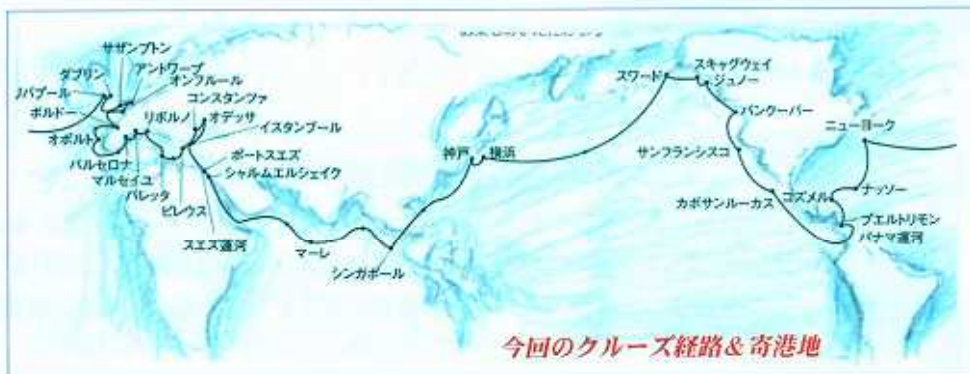 サザンプトン
アントワープ
ダブリン
オンフルール
コンスタンツァ
リバプール
ボルドー
リボルノ
オデッサ
イスタンブール
オポルト
バルセロナ
マルセイユ
バレッタ
ピレウス
ポートスエズ
シャルムエルシェイク
スエズ運河
マーレ
シンガポール
神戸
横浜
スワード
スキャグウェイ
ジュノー
バンクーバー
サンフランシスコ
カボサンルーカス
ニューヨーク
ナッソー
コズメル
プエルトリモン
パナマ運河
今回のクルーズ経路&寄港地